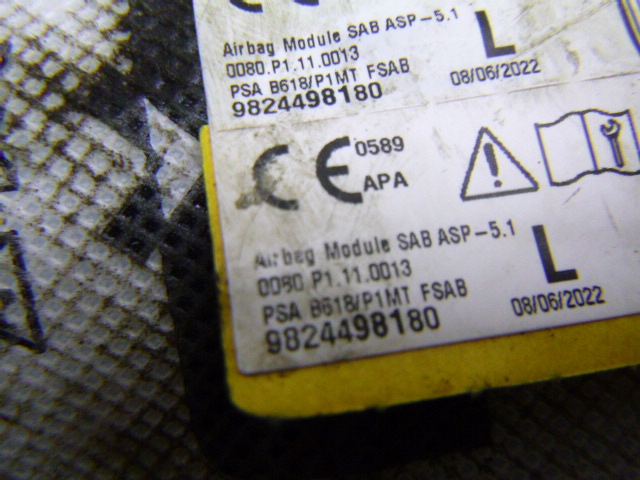 CE
Airbag Module SAB ASP-5.1
0080.P1.11.0013
PSA B618/P1MT FSAB
9824498180
L
08/06/2022
CE 0589
APA
Airbag Module SAB ASP-5.1
0080.P1.11.0013
PSA B618/P1MT FSAB
9824498180
L
08/06/2022